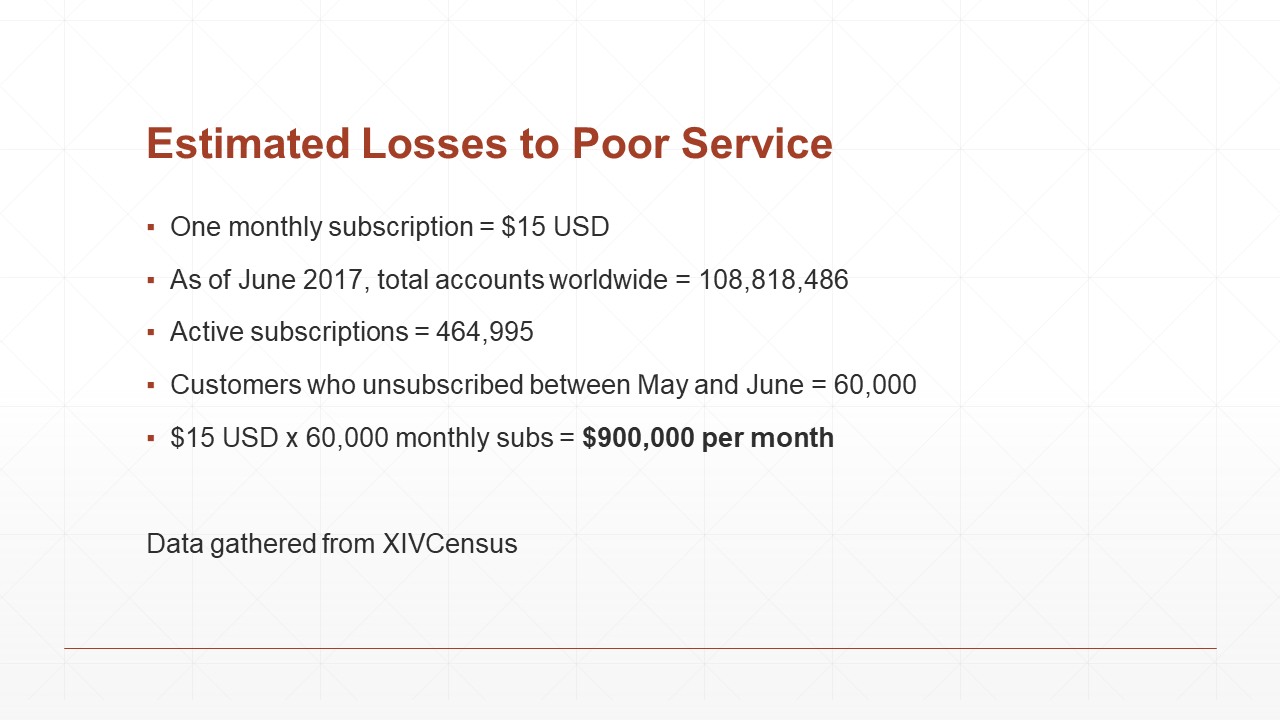 Estimated Losses to Poor Service
▪ One monthly subscription = $15 USD
▪ As of June 2017, total accounts worldwide = 108,818,486
▪ Active subscriptions = 464,995
▪ Customers who unsubscribed between May and June = 60,000
▪ $15 USD x 60,000 monthly subs = $900,000 per month
Data gathered from XIVCensus